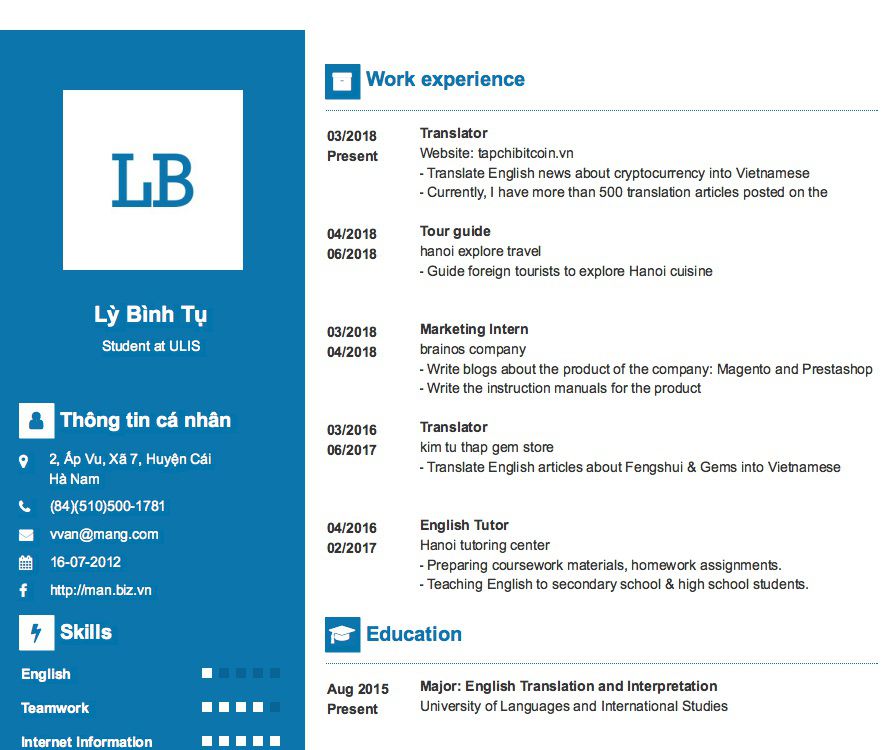 LB
Lỳ Bình Tụ
Student at ULIS
Thông tin cá nhân
2, Ấp Vu, Xã 7, Huyện Cái
Hà Nam
(84)(510)500-1781
vvan@mang.com
16-07-2012
http://man.biz.vn
Skills
English
Teamwork
Internet Information
Work experience
03/2018
Present
Translator
Website: tapchibitcoin.vn
- Translate English news about cryptocurrency into Vietnamese
- Currently, I have more than 500 translation articles posted on the
04/2018
06/2018
Tour guide
hanoi explore travel
- Guide foreign tourists to explore Hanoi cuisine
03/2018
04/2018
Marketing Intern
brainos company
- Write blogs about the product of the company: Magento and Prestashop
- Write the instruction manuals for the product
03/2016
06/2017
Translator
kim tu thap gem store
- Translate English articles about Fengshui & Gems into Vietnamese
04/2016
02/2017
English Tutor
Hanoi tutoring center
- Preparing coursework materials, homework assignments.
- Teaching English to secondary school & high school students.
Education
Aug 2015
Present
Major: English Translation and Interpretation
University of Languages and International Studies